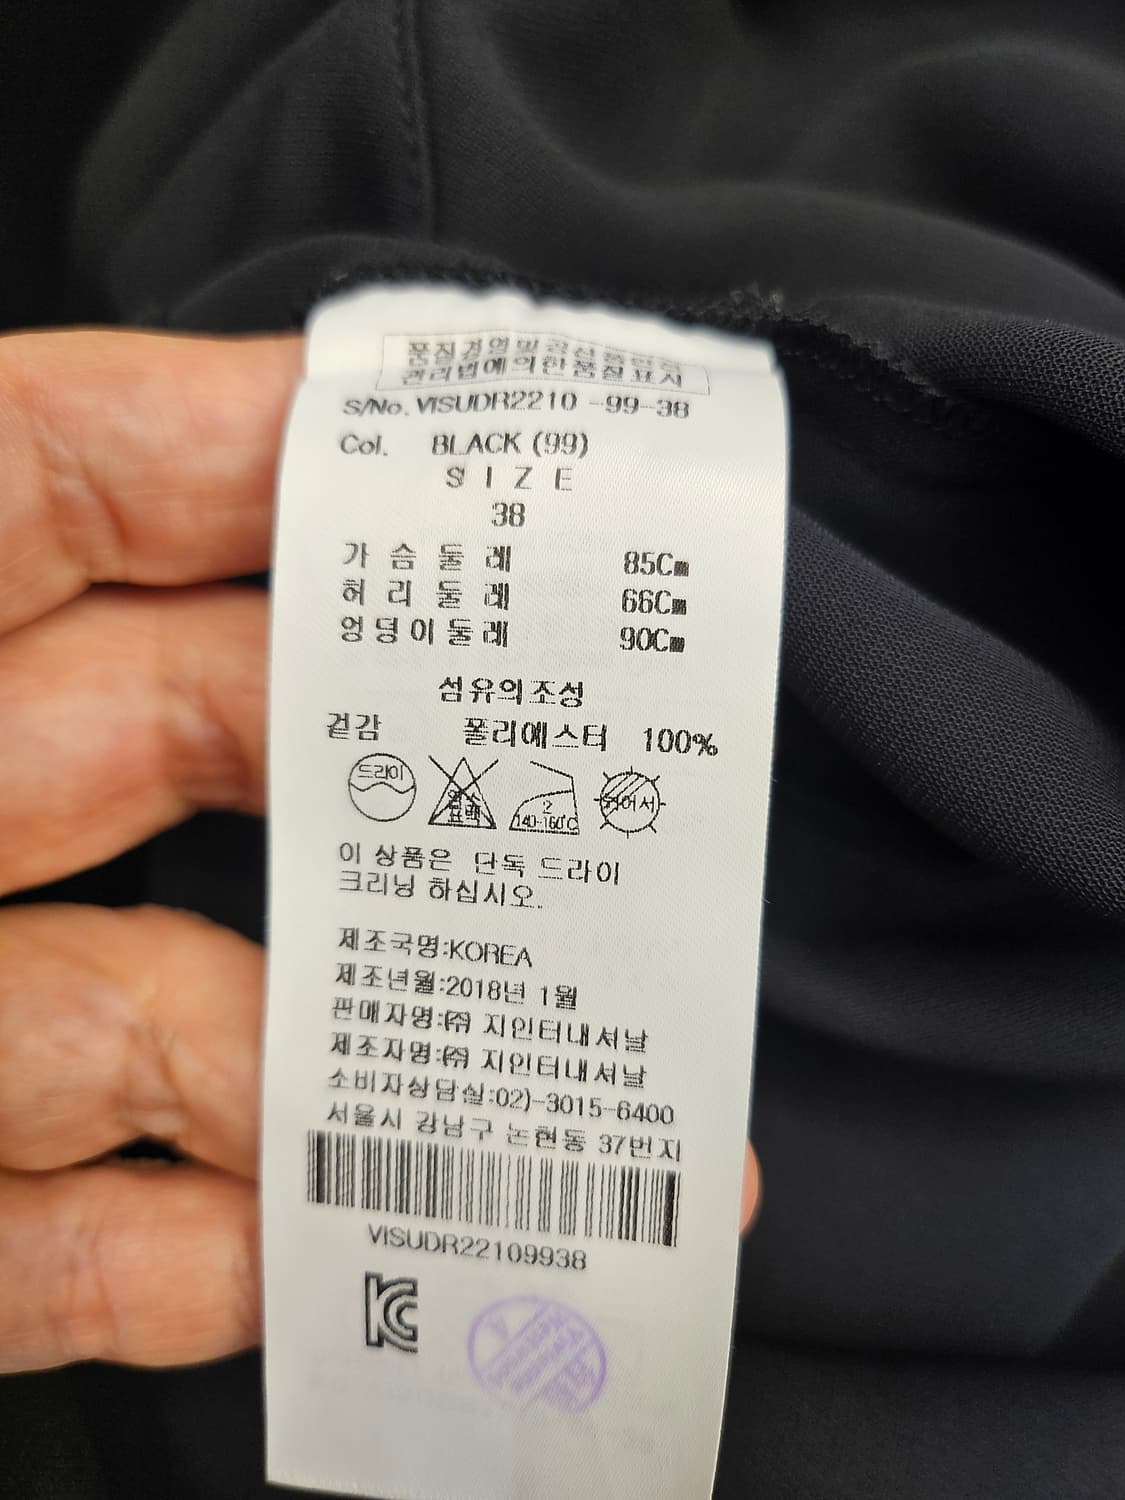 품질경영및공산품안전
관리법에의한품질표시
S/No. VISUDR2210 -99-38
Col. BLACK (99)
S I Z E
38
가 슴 둘 레 85Cm
허 리 둘 레 66Cm
엉덩이둘레 90Cm
섬유의조성
겉감 폴리에스터 100%
드라이
염소
표백
2
140-160℃
뉘어서
이 상품은 단독 드라이
크리닝 하십시오.
제조국명:KOREA
제조년월:2018년 1월
판매자명:㈜ 지인터내셔날
제조자명:㈜ 지인터내셔날
소비자상담실:02)-3015-6400
서울시 강남구 논현동 37번지
VISUDR22109938
KC